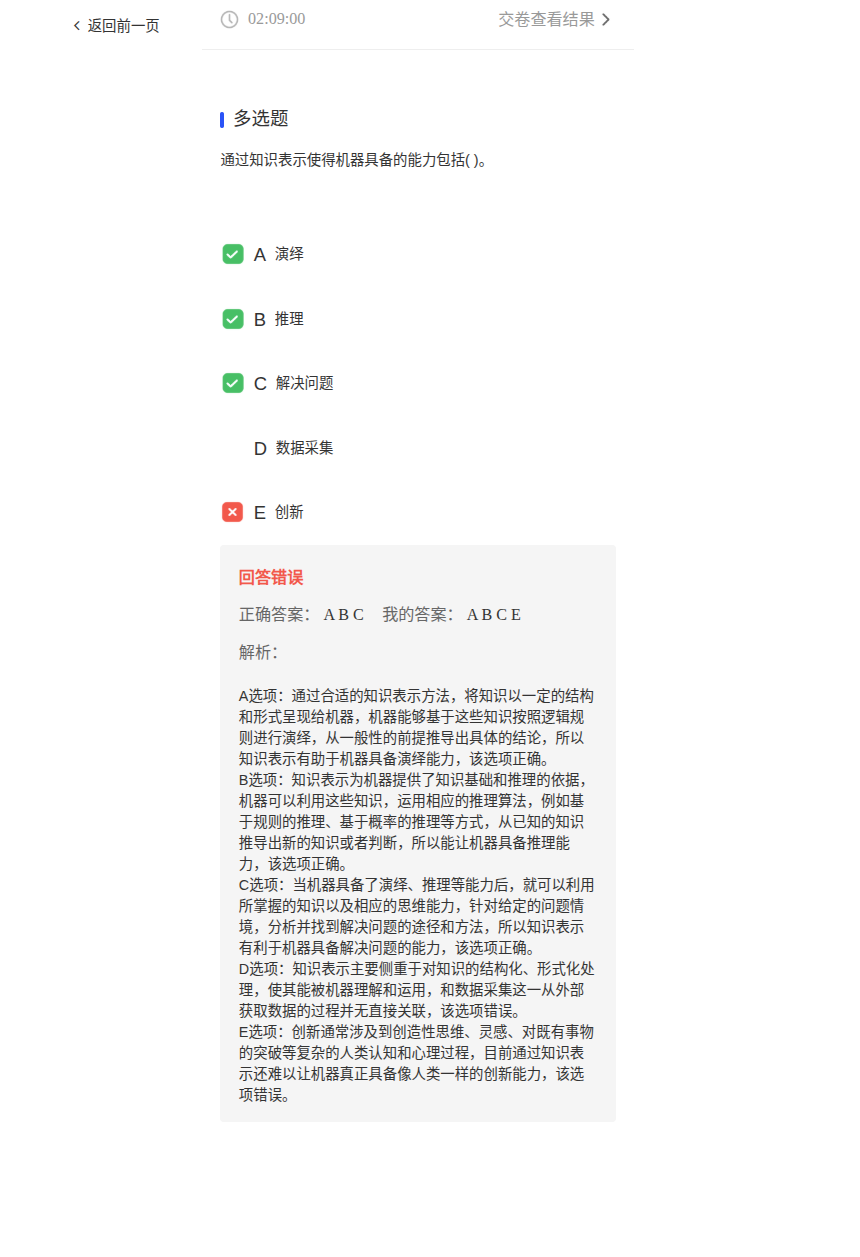 返回前一页
02:09:00
交卷查看结果
多选题
通过知识表示使得机器具备的能力包括( )。
A 演绎
B 推理
C 解决问题
D 数据采集
E 创新
回答错误
正确答案： A B C 我的答案： A B C E
解析：
A选项：通过合适的知识表示方法，将知识以一定的结构
和形式呈现给机器，机器能够基于这些知识按照逻辑规
则进行演绎，从一般性的前提推导出具体的结论，所以
知识表示有助于机器具备演绎能力，该选项正确。
B选项：知识表示为机器提供了知识基础和推理的依据，
机器可以利用这些知识，运用相应的推理算法，例如基
于规则的推理、基于概率的推理等方式，从已知的知识
推导出新的知识或者判断，所以能让机器具备推理能
力，该选项正确。
C选项：当机器具备了演绎、推理等能力后，就可以利用
所掌握的知识以及相应的思维能力，针对给定的问题情
境，分析并找到解决问题的途径和方法，所以知识表示
有利于机器具备解决问题的能力，该选项正确。
D选项：知识表示主要侧重于对知识的结构化、形式化处
理，使其能被机器理解和运用，和数据采集这一从外部
获取数据的过程并无直接关联，该选项错误。
E选项：创新通常涉及到创造性思维、灵感、对既有事物
的突破等复杂的人类认知和心理过程，目前通过知识表
示还难以让机器真正具备像人类一样的创新能力，该选
项错误。